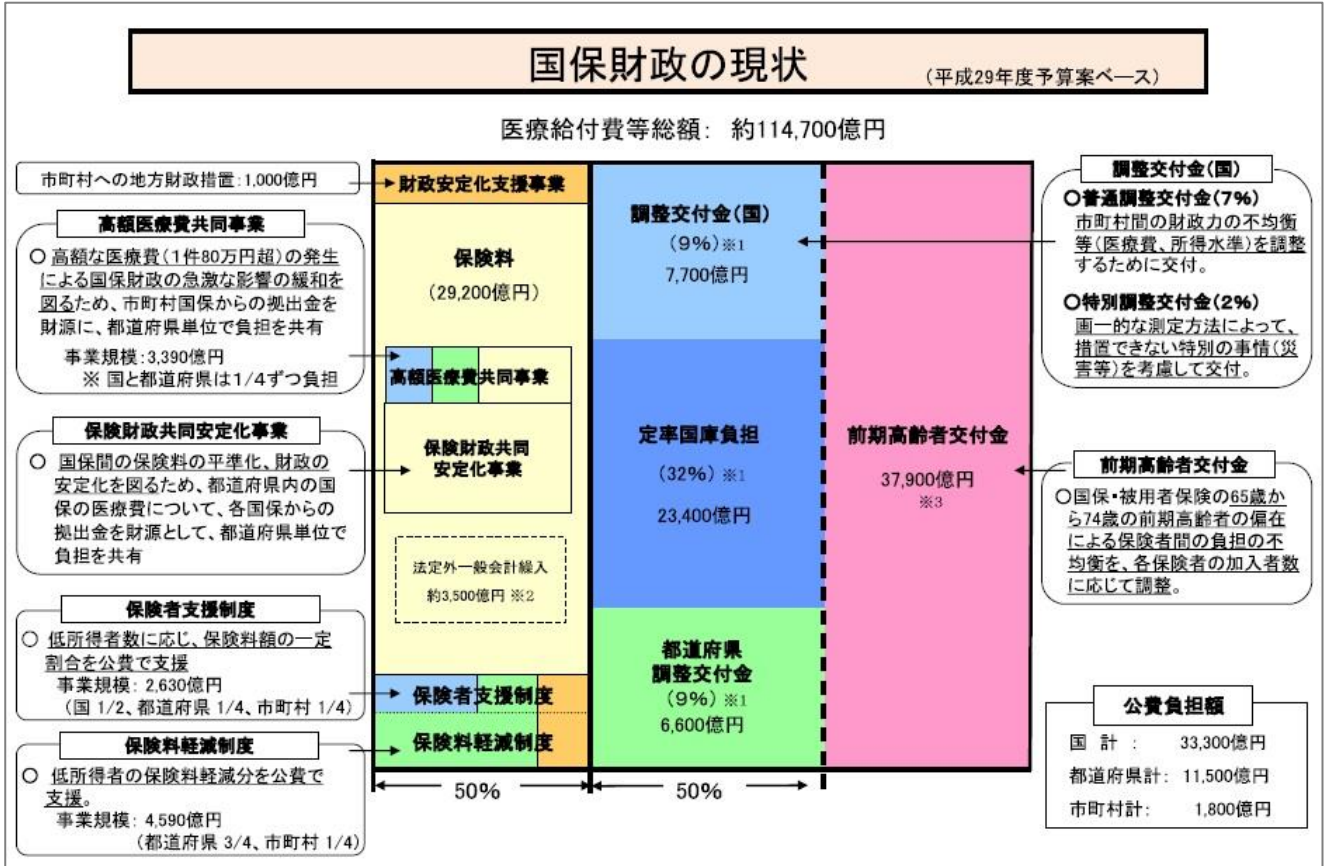 国保財政の現状
(平成29年度予算案ベース)
医療給付費等総額: 約114,700億円
市町村への地方財政措置:1,000億円
高額医療費共同事業
○ 高額な医療費(1件80万円超)の発生
による国保財政の急激な影響の緩和を
図るため、市町村国保からの拠出金を
財源に、都道府県単位で負担を共有
事業規模:3,390億円
※ 国と都道府県は1/4ずつ負担
保険財政共同安定化事業
○ 国保間の保険料の平準化、財政の
安定化を図るため、都道府県内の国
保の医療費について、各国保からの
拠出金を財源として、都道府県単位で
負担を共有
保険者支援制度
○ 低所得者数に応じ、保険料額の一定
割合を公費で支援
事業規模: 2,630億円
(国 1/2、都道府県 1/4、市町村 1/4)
保険料軽減制度
○ 低所得者の保険料軽減分を公費で
支援。
事業規模: 4,590億円
(都道府県 3/4、市町村 1/4)
財政安定化支援事業
保険料
(29,200億円)
高額医療費共同事業
保険財政共同
安定化事業
法定外一般会計繰入
約3,500億円 ※2
保険者支援制度
保険料軽減制度
50%
調整交付金(国)
(9%)※1
7,700億円
定率国庫負担
(32%) ※1
23,400億円
都道府県
調整交付金
(9%)※1
6,600億円
50%
前期高齢者交付金
37,900億円
※3
調整交付金(国)
○普通調整交付金(7%)
市町村間の財政力の不均衡
等(医療費、所得水準)を調整
するために交付。
○特別調整交付金(2%)
画一的な測定方法によって、
措置できない特別の事情(災
害等)を考慮して交付。
前期高齢者交付金
○国保・被用者保険の65歳か
ら74歳の前期高齢者の偏在
による保険者間の負担の不
均衡を、各保険者の加入者数
に応じて調整。
公費負担額
国 計 : 33,300億円
都道府県計: 11,500億円
市町村計: 1,800億円